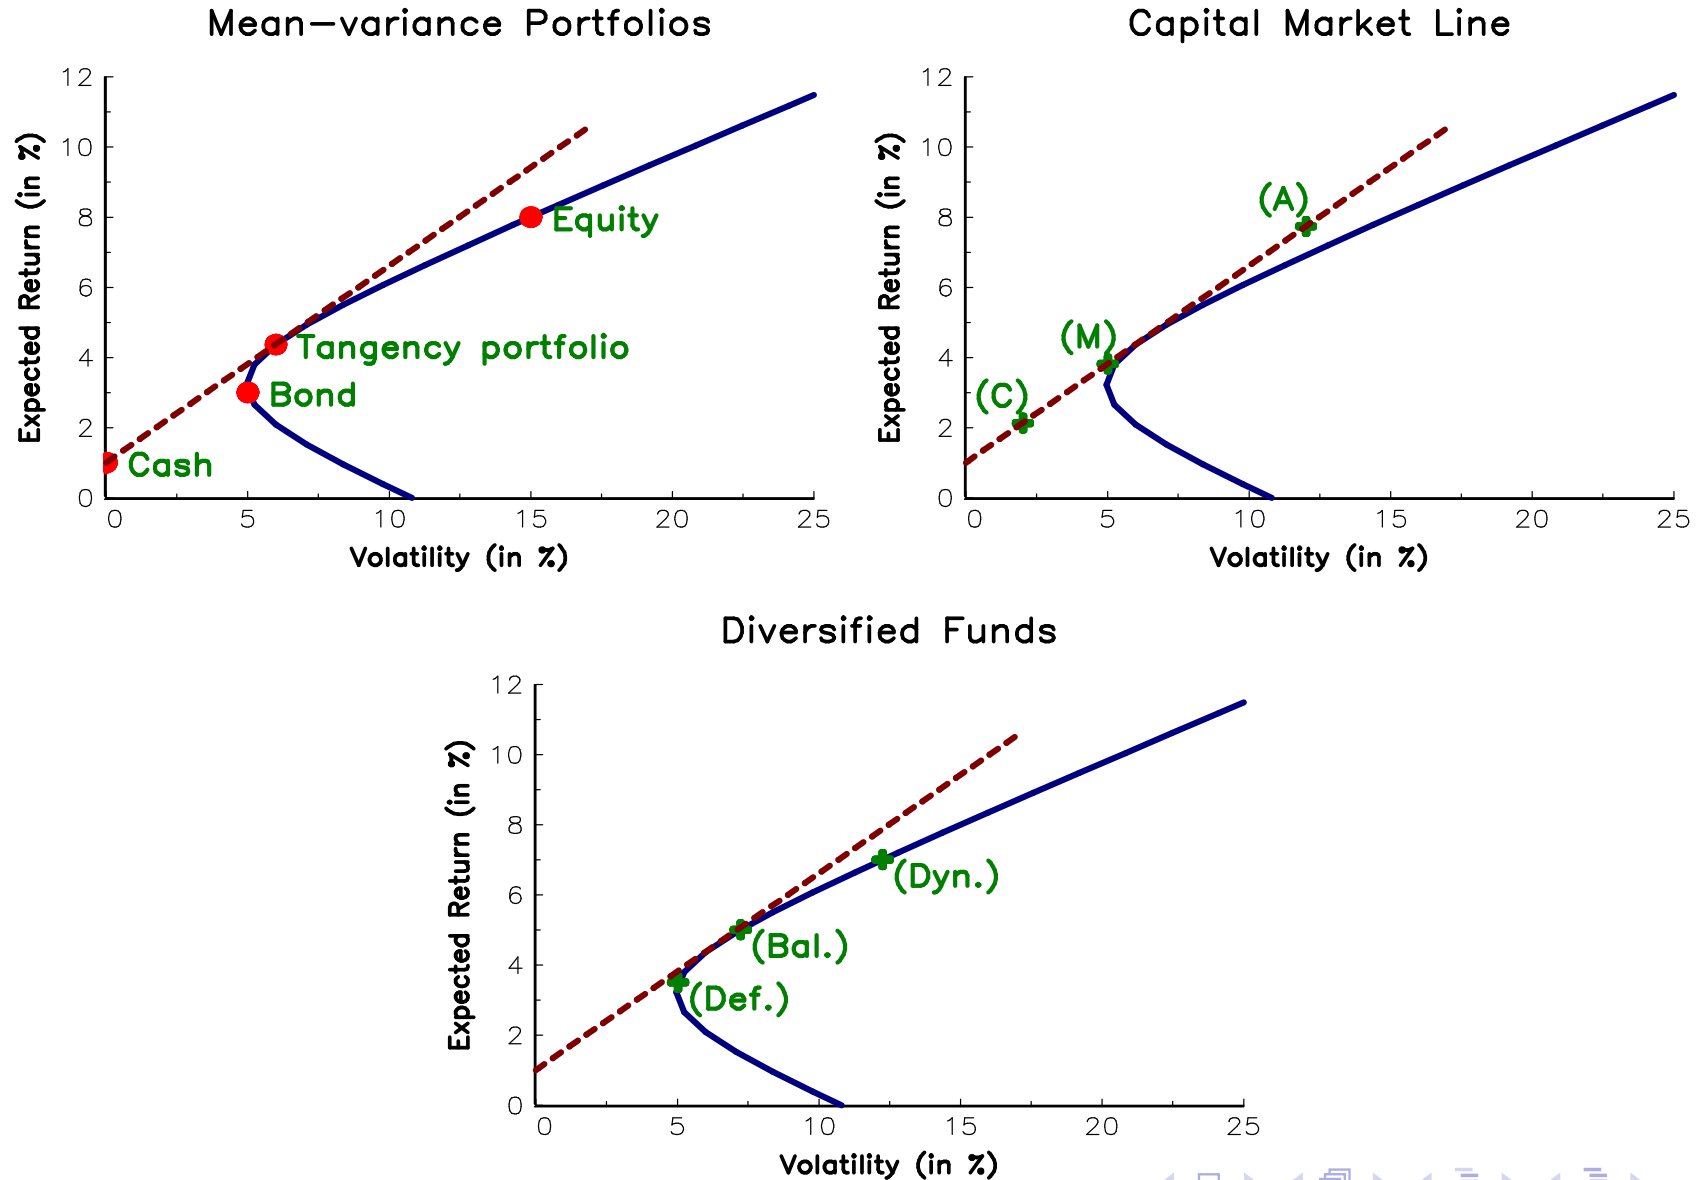 Mean-variance Portfolios
Expected Return (in %)
12
10
8
6
4
2
0
Equity
Tangency portfolio
Bond
Cash
0 5 10 15 20 25
Volatility (in %)
Capital Market Line
Expected Return (in %)
12
10
8
6
4
2
0
(A)
(M)
(C)
0 5 10 15 20 25
Volatility (in %)
Diversified Funds
Expected Return (in %)
12
10
8
6
4
2
0
(Dyn.)
(Bal.)
(Def.)
0 5 10 15 20 25
Volatility (in %)